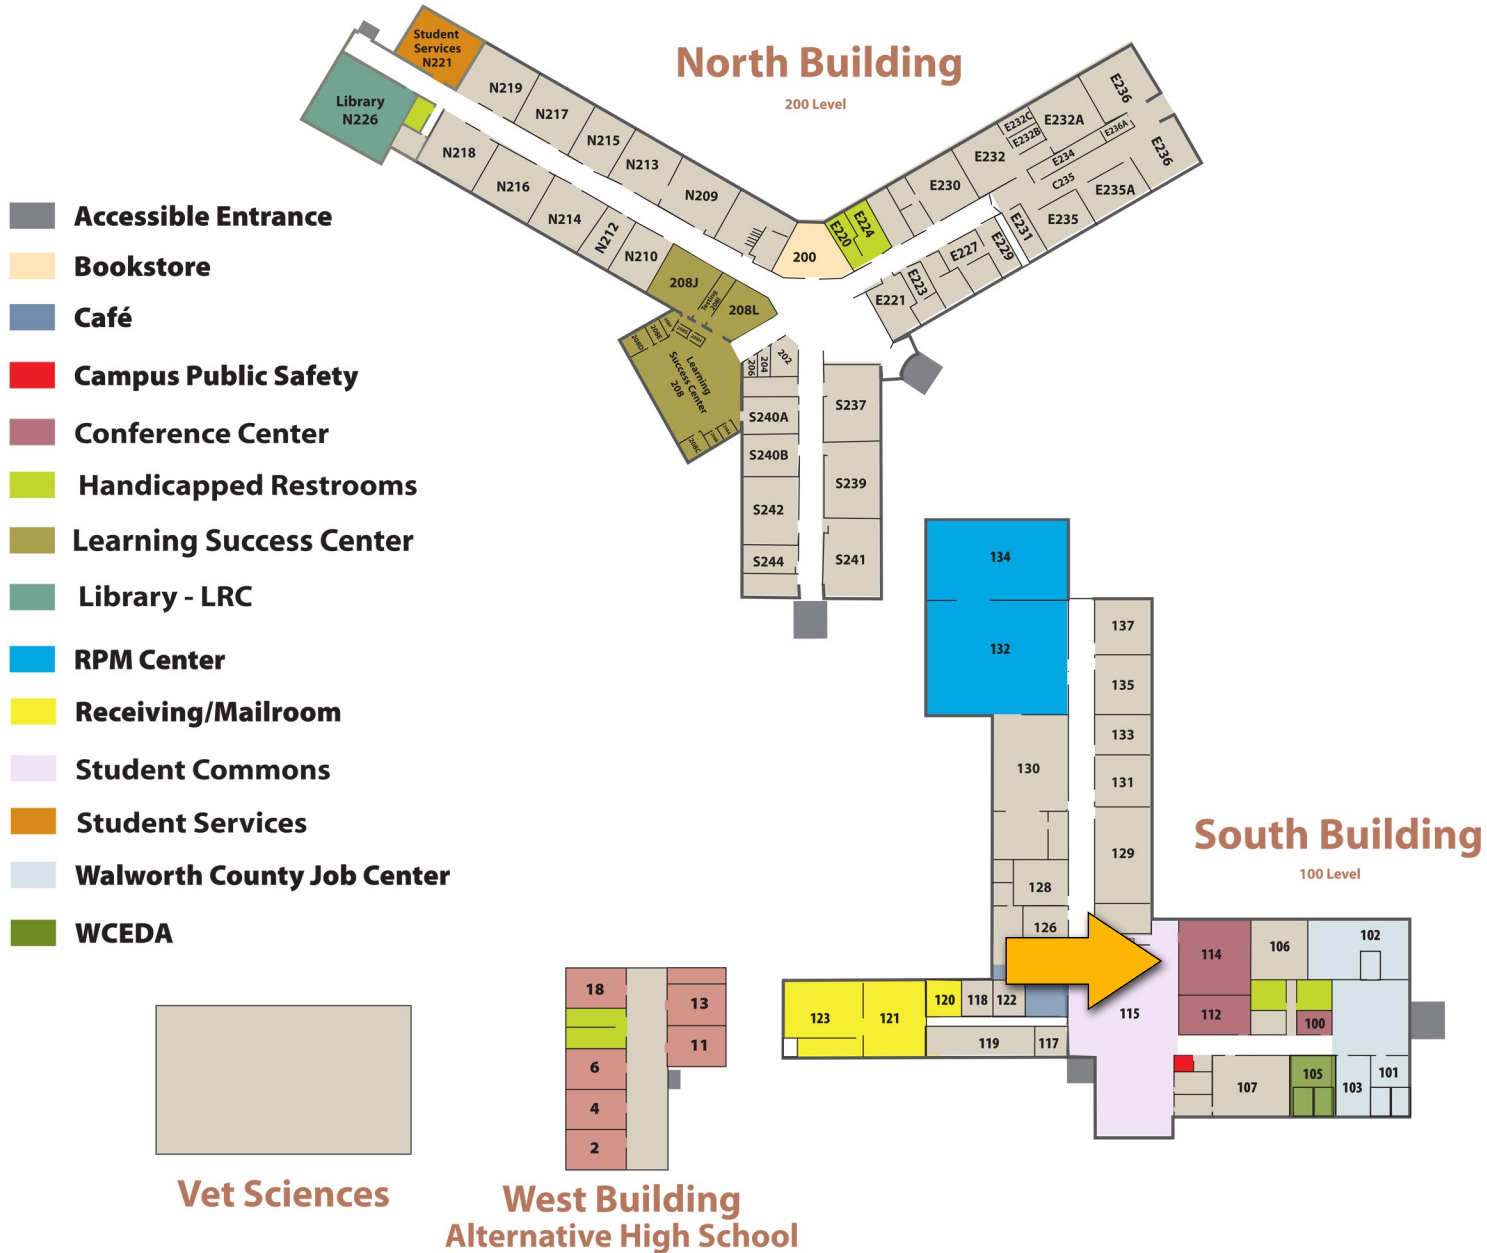 North Building
200 Level
Student
Services
N221
Library
N226
N219
N217
N215
N213
N209
N218
N216
N214
N212
N210
208J
Testing
208I
208L
200
E220
E224
E230
E232
E232C
E232B
E232A
E236
E236A
E234
C235
E236
E235A
E235
E231
E229
E227
E223
E221
208D
208E
Learning
Success Center
208
208C
206
204
202
S240A
S240B
S242
S244
S237
S239
S241
Accessible Entrance
Bookstore
Café
Campus Public Safety
Conference Center
Handicapped Restrooms
Learning Success Center
Library - LRC
RPM Center
Receiving/Mailroom
Student Commons
Student Services
Walworth County Job Center
WCEDA
134
132
137
135
133
131
129
130
128
126
South Building
100 Level
114
106
102
112
100
115
123
121
120
118
122
119
117
107
105
103
101
18
13
11
6
4
2
Vet Sciences
West Building
Alternative High School